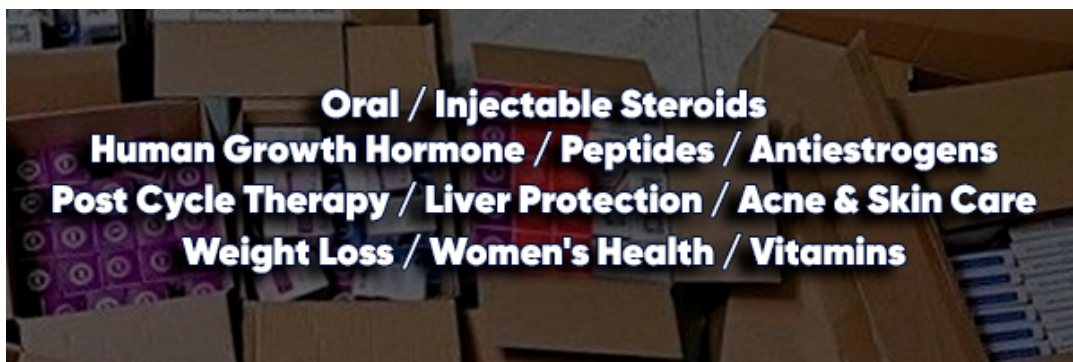 Oral / Injectable Steroids
Human Growth Hormone / Peptides / Antiestrogens
Post Cycle Therapy / Liver Protection / Acne & Skin Care
Weight Loss / Women's Health / Vitamins